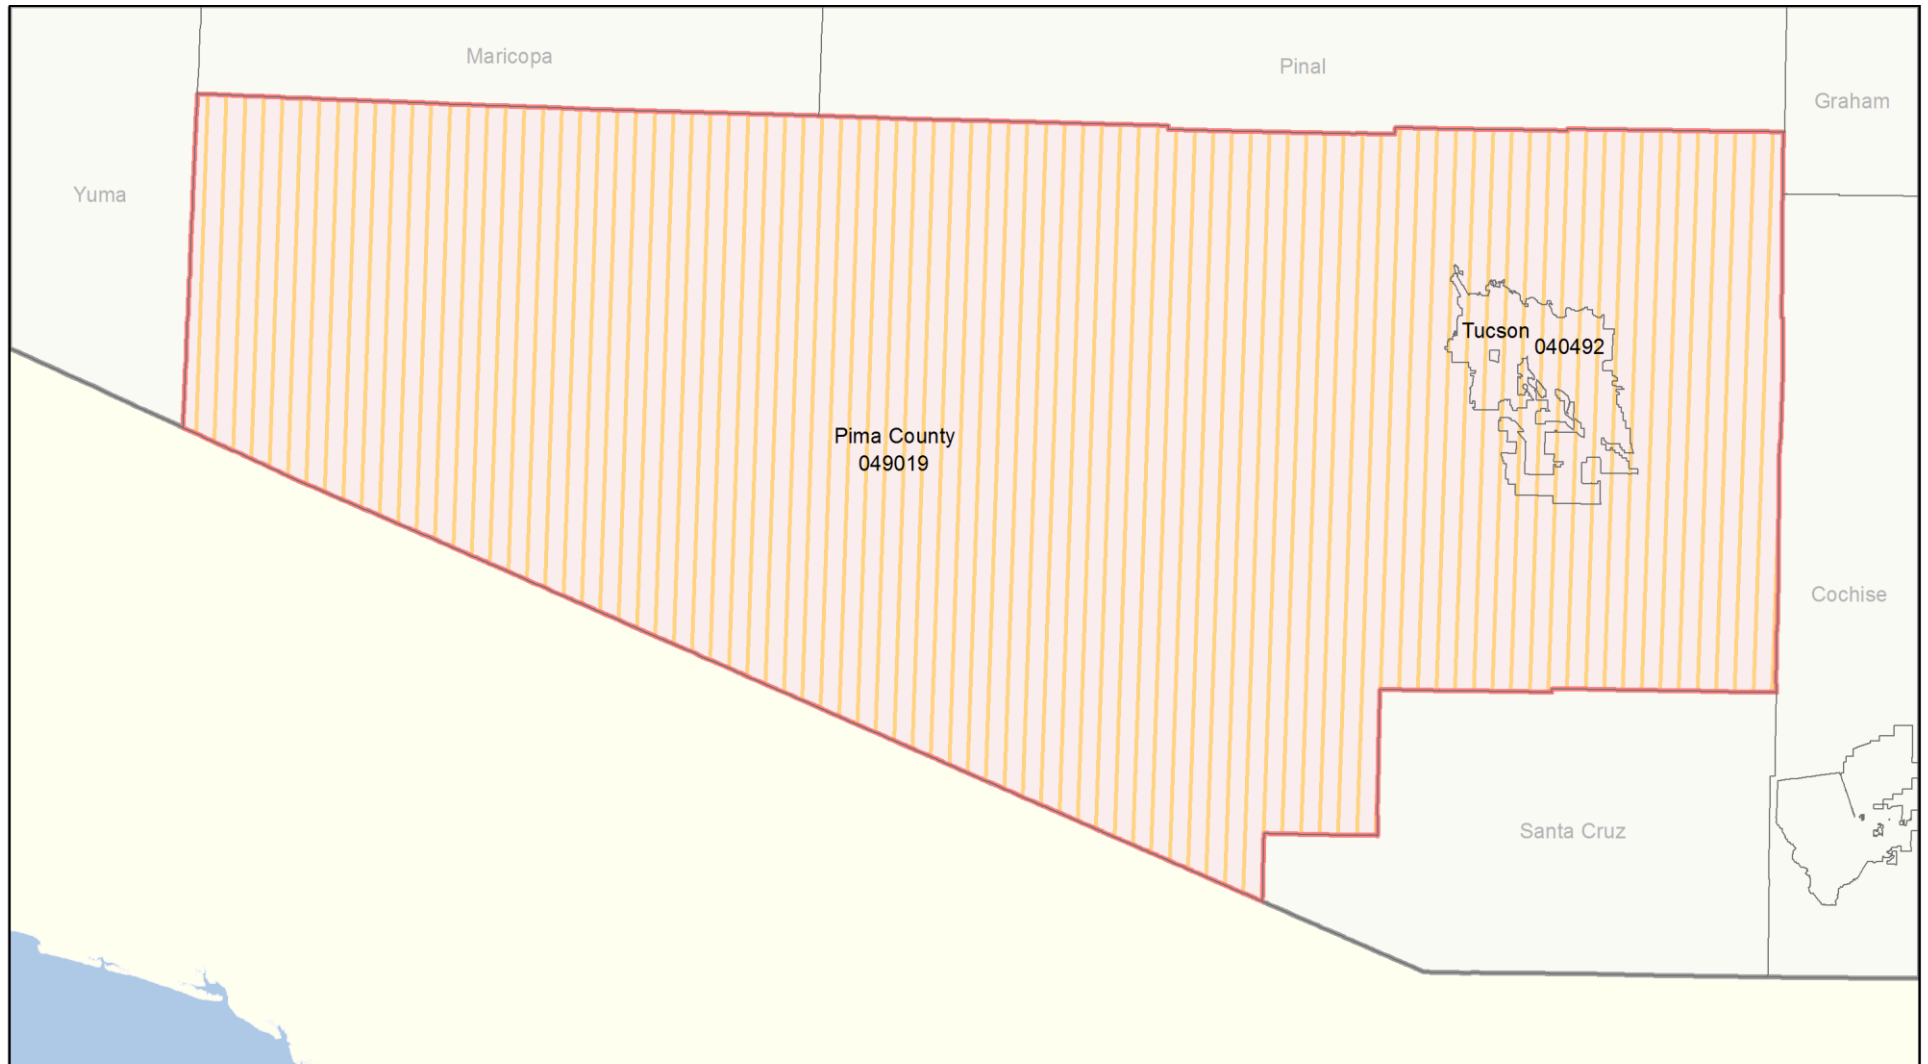 Maricopa
Pinal
Graham
Yuma
Tucson
040492
Pima County
049019
Cochise
Santa Cruz